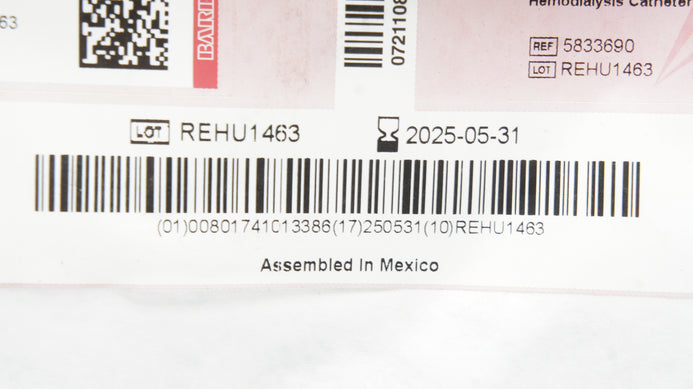 63
BARD
0721108
Hemodialysis Catheter
REF 5833690
LOT REHU1463
LOT REHU1463
2025-05-31
(01)00801741013386(17)250531(10)REHU1463
Assembled In Mexico